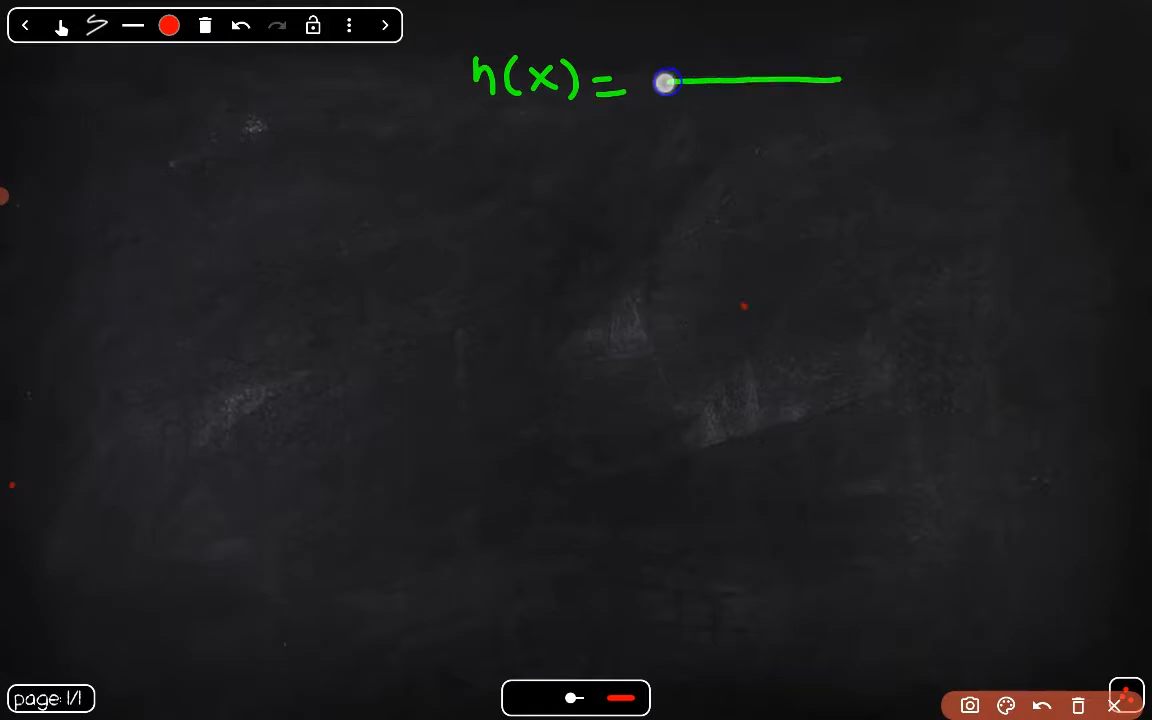 h(x) =
page: 1/1